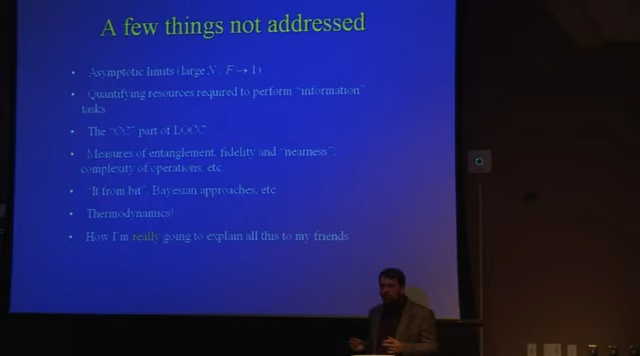 A few things not addressed
• Asymptotic limits (large N , F → 1)
• Quantifying resources required to perform "information"
tasks
• The "CC" part of LOCC
• Measures of entanglement, fidelity and "nearness",
complexity of operations, etc
• "It from bit", Bayesian approaches, etc
• Thermodynamics!
• How I'm really going to explain all this to my friends